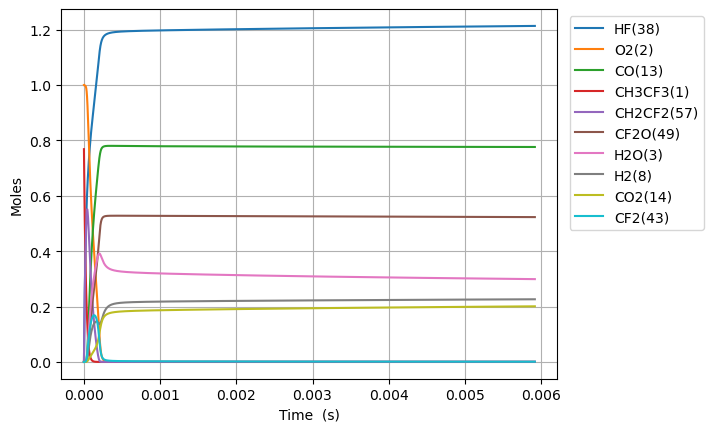 1.2
1.0
0.8
0.6
0.4
0.2
0.0
Moles
0.000
0.001
0.002
0.003
0.004
0.005
0.006
Time  (s)
HF(38)
O2(2)
CO(13)
CH3CF3(1)
CH2CF2(57)
CF2O(49)
H2O(3)
H2(8)
CO2(14)
CF2(43)